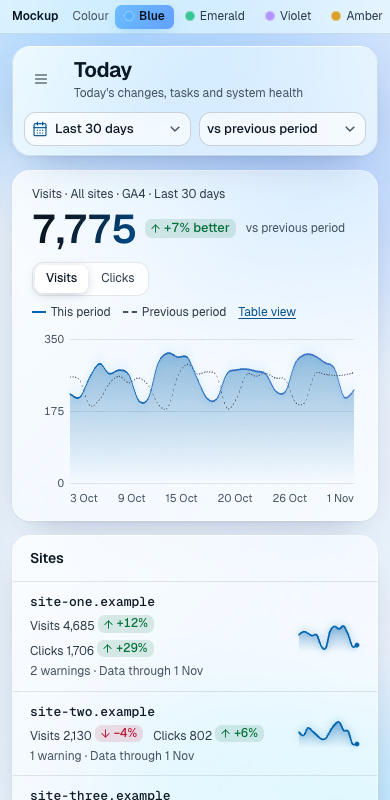 Mockup Colour Blue Emerald Violet Amber
Today
Today's changes, tasks and system health
Last 30 days vs previous period
Visits · All sites · GA4 · Last 30 days
7,775 ↑ +7% better vs previous period
Visits Clicks
This period Previous period Table view
350
175
0
3 Oct 9 Oct 15 Oct 20 Oct 26 Oct 1 Nov
Sites
site-one.example
Visits 4,685 ↑ +12%
Clicks 1,706 ↑ +29%
2 warnings · Data through 1 Nov
site-two.example
Visits 2,130 ↓ −4% Clicks 802 ↑ +6%
1 warning · Data through 1 Nov
site-three.example